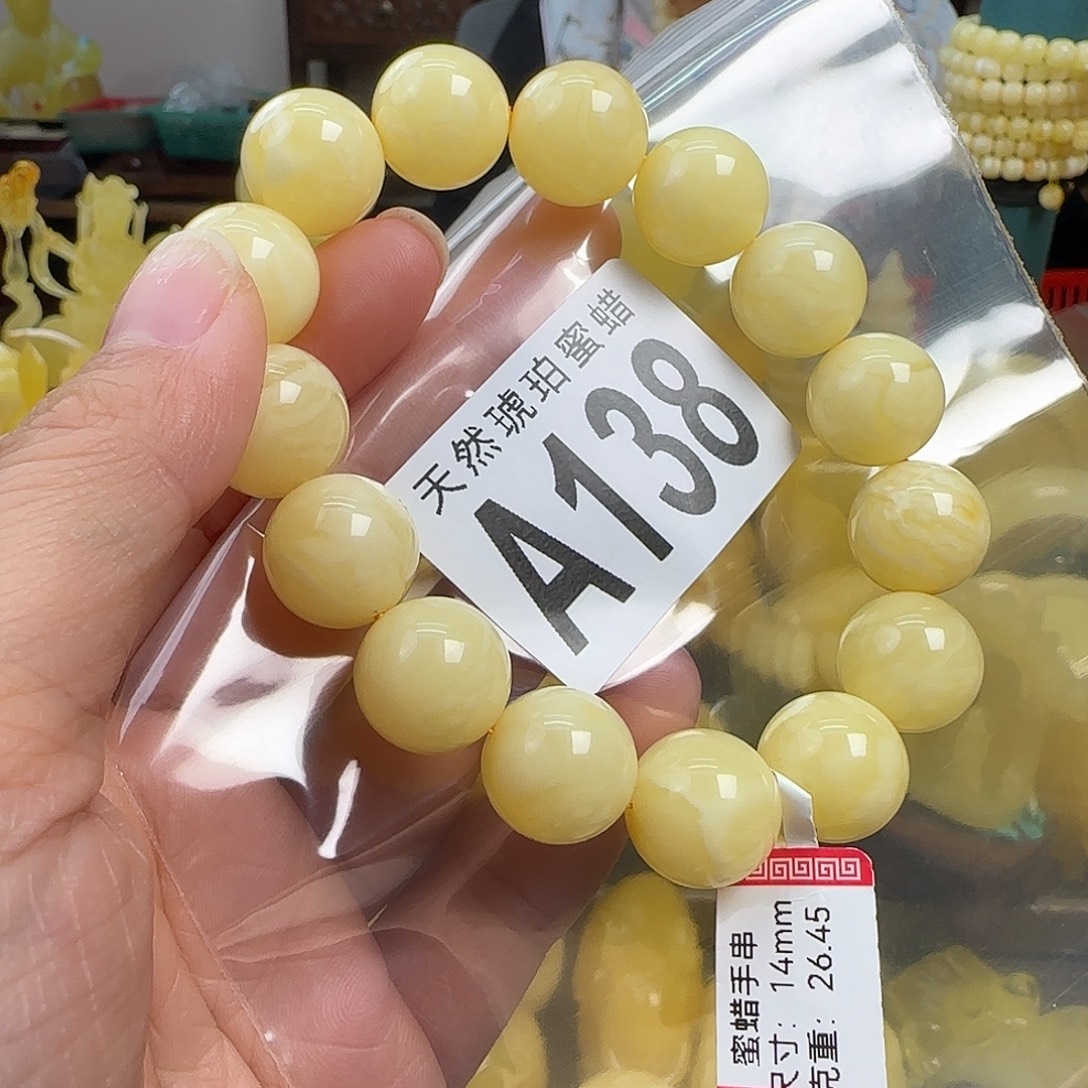 天然琥珀蜜蜡
A138
蜜蜡手串
尺寸：14mm
克重：26.45